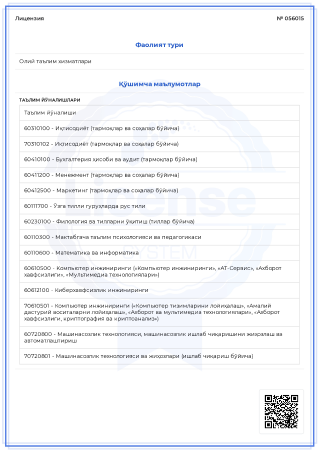 Лицензия
№ 056015
Фаолият тури
Олий таълим хизматлари
Қўшимча маълумотлар
ТАЪЛИМ ЙЎНАЛИШЛАРИ
Таълим йўналиши
60310100 - Иқтисодиёт (тармоқлар ва соҳалар бўйича)
70310102 - Иқтисодиёт (тармоқлар ва соҳалар бўйича)
60410100 - Бухгалтерия ҳисоби ва аудит (тармоқлар бўйича)
60411200 - Менежмент (тармоқлар ва соҳалар бўйича)
60412500 - Маркетинг (тармоқлар ва соҳалар бўйича)
60111700 - Ўзга тилли гуруҳларда рус тили
60230100 - Филология ва тилларни ўқитиш (тиллар бўйича)
60110300 - Мактабгача таълим психологияси ва педагогикаси
60110600 - Математика ва информатика
60610500 - Компьютер инжиниринги («Компьютер инжиниринги», «АТ-Сервис», «Ахборот
хавфсизлиги», «Мультимедиа технологиялари»)
60612100 - Киберхавфсизлик инжиниринги
70610501 - Компьютер инжиниринги («Компьютер тизимларини лойиҳалаш», «Амалий
дастурий воситаларни лойиҳалаш», «Ахборот ва мультимедиа технологиялари», «Ахборот
хавфсизлиги, криптография ва криптоанализ»)
60720800 - Машинасозлик технологияси, машинасозлик ишлаб чиқаришини жиҳозлаш ва
автоматлаштириш
70720801 - Машинасозлик технологияси ва жиҳозлари (ишлаб чиқариш бўйича)